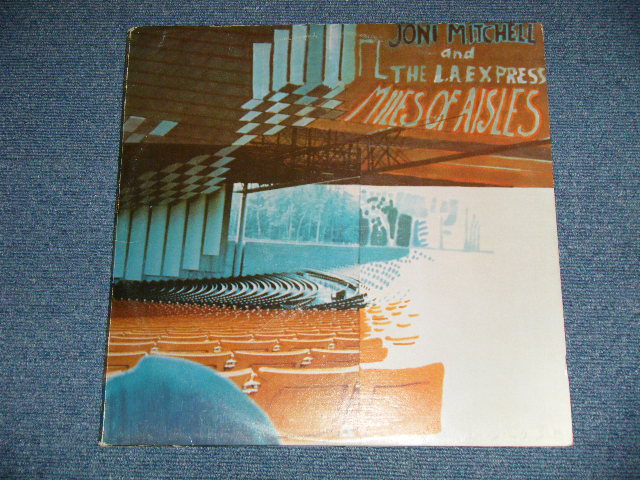 JONI MITCHELL
and
THE L.A EXPRESS
MILES OF AISLES